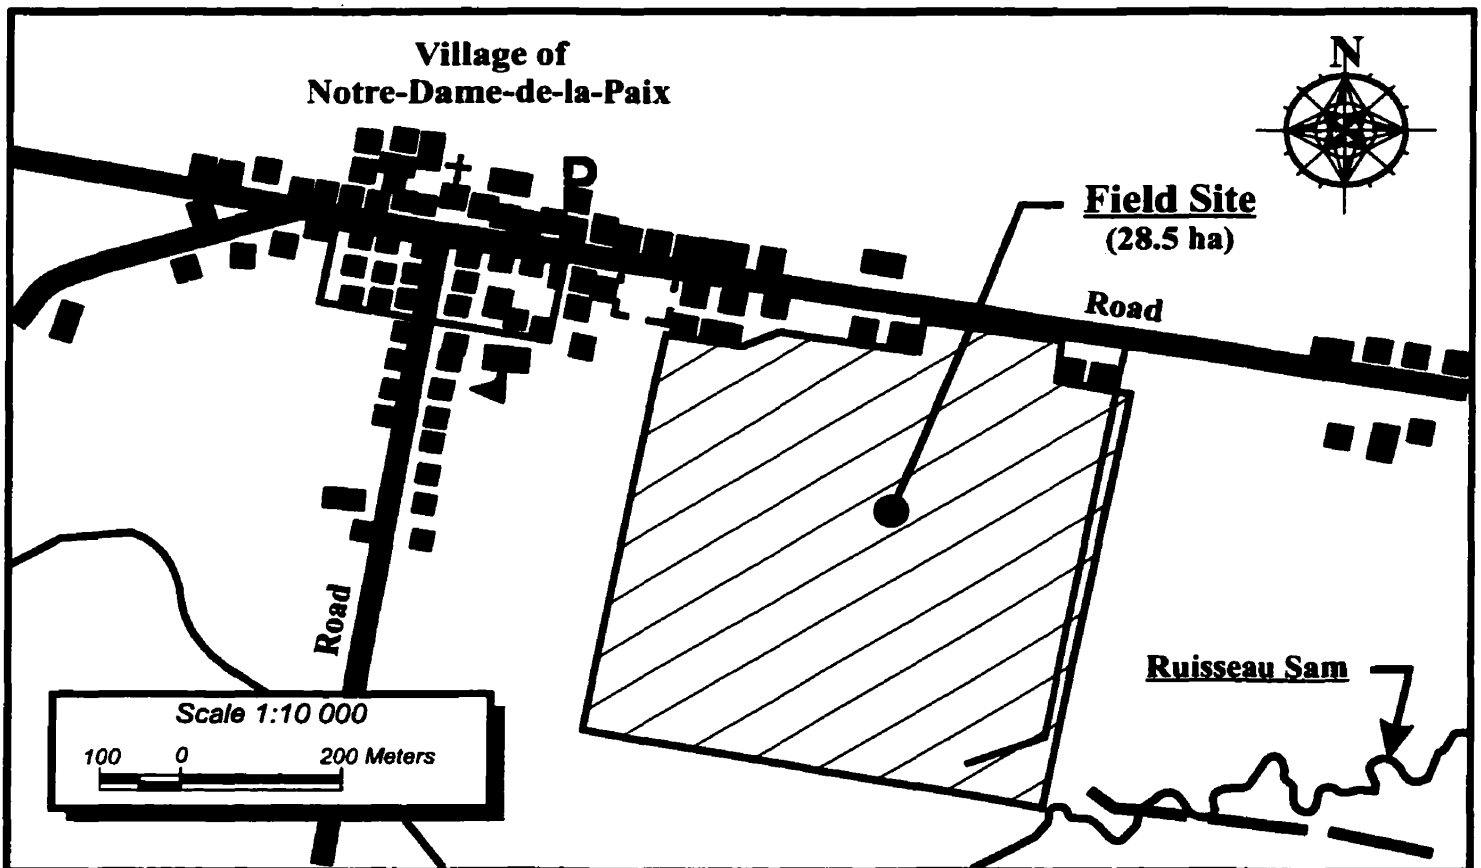 Village of
Notre-Dame-de-la-Paix
N
Field Site
(28.5 ha)
Road
Road
Ruisseau Sam
Scale 1:10 000
100 0 200 Meters